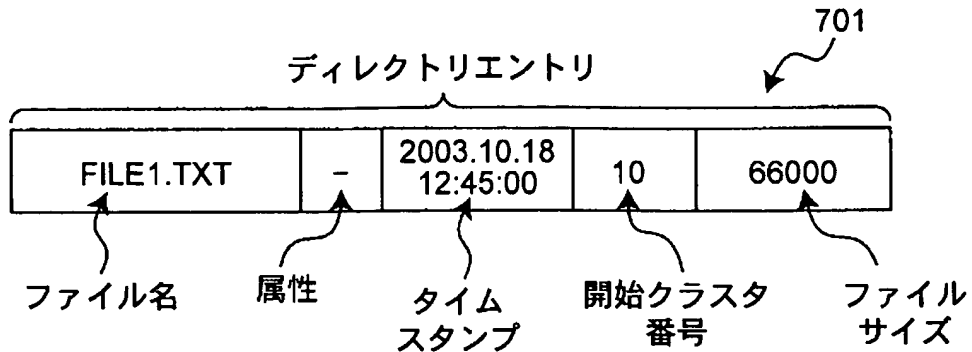 701
ディレクトリエントリ
FILE1.TXT
–
2003.10.18
12:45:00
10
66000
ファイル名
属性
タイム
スタンプ
開始クラスタ
番号
ファイル
サイズ